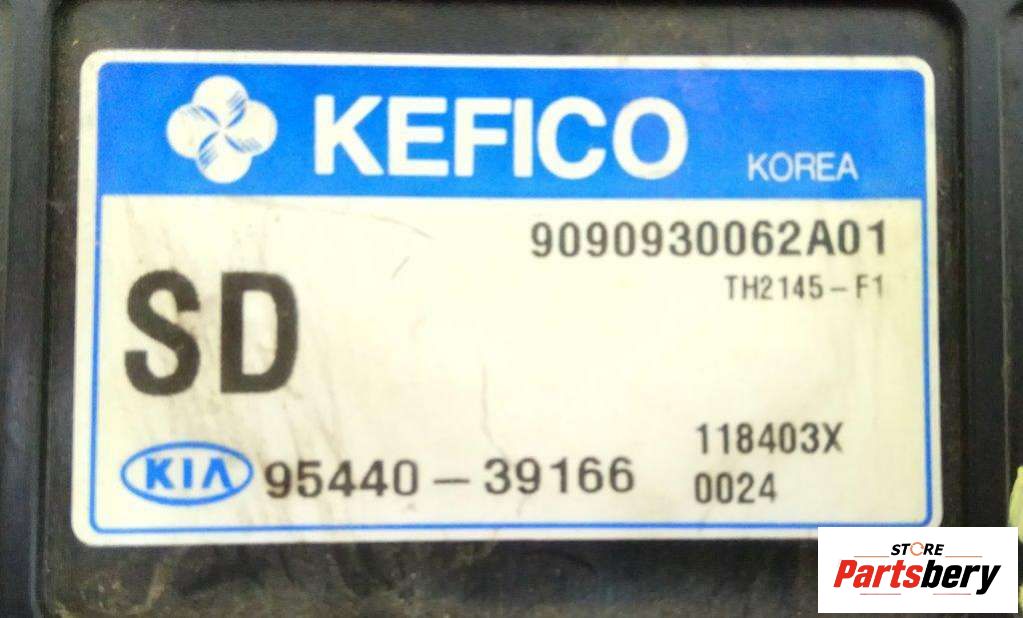 KEFICO KOREA
9090930062A01
TH2145-F1
SD
118403X
KIA 95440-39166
0024
STORE
Partsbery